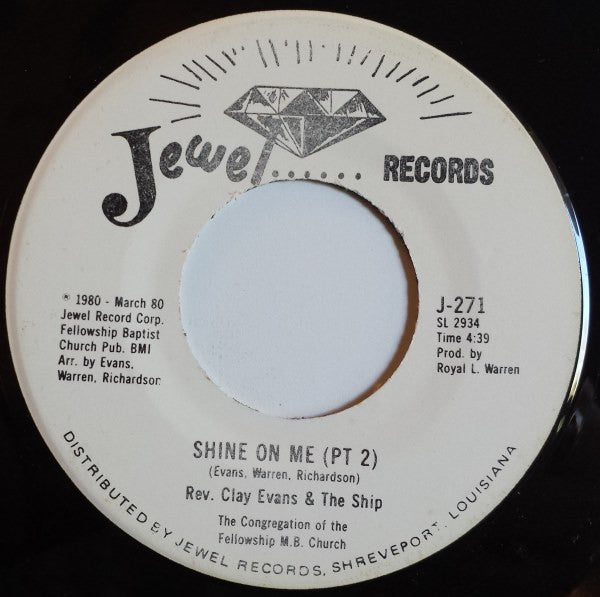 Jewel...... RECORDS
℗ 1980 - March 80
Jewel Record Corp.
Fellowship Baptist
Church Pub. BMI
Arr. by Evans,
Warren, Richardson
J-271
SL 2934
Time 4:39
Prod. by
Royal L. Warren
SHINE ON ME (PT 2)
(Evans, Warren, Richardson)
Rev. Clay Evans & The Ship
The Congregation of the
Fellowship M.B. Church
DISTRIBUTED BY JEWEL RECORDS, SHREVEPORT, LOUISIANA